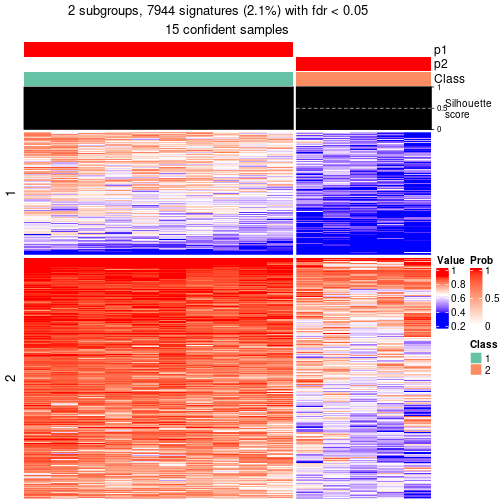 2 subgroups, 7944 signatures (2.1%) with fdr < 0.05
15 confident samples
p1
p2
Class
1
0.5
0
Silhouette
score
1
2
Value
1
0.8
0.6
0.4
0.2
Prob
1
0.5
0
Class
1
2